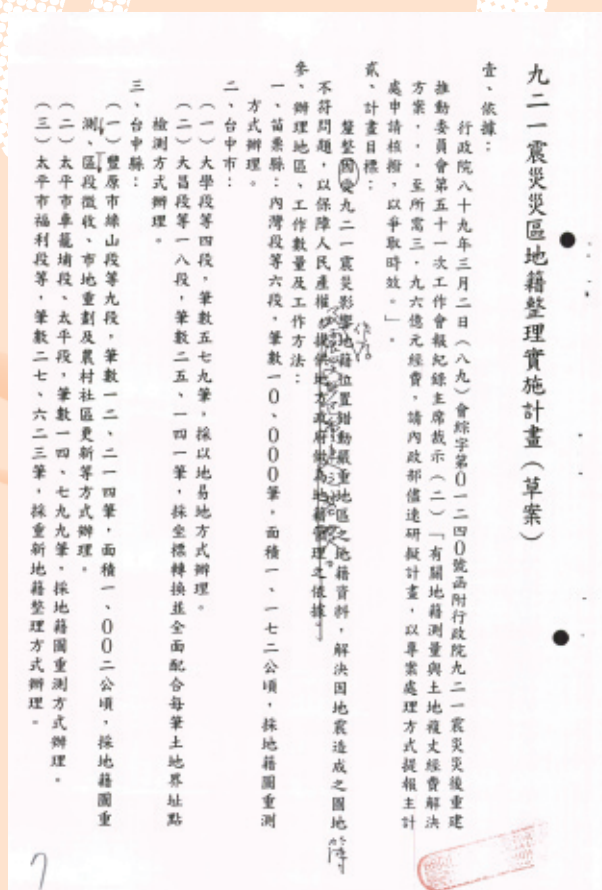 九二一震災災區地籍整理實施計畫（草案）
壹、依據：
行政院八十九年三月二日（八九）會綜字第0一二四0號函附行政院九二一震災災後重建
推動委員會第五十一次工作會報紀錄主席裁示（二）「有關地籍測量與土地複丈經費解決
方案．．．至所需三．九六億元經費，請內政部儘速研擬計畫，以專案處理方式提報主計
處申請核撥，以爭取時效。」。
貳、計畫目標：
釐整因受九二一震災影響地籍位置錯動嚴重地區之地籍資料，解決因地震造成之圖地
不符問題，以保障人民產權
參、辦理地區、工作數量及工作方法：
一、苗栗縣：內灣段等六段，筆數一0、000筆，面積一、一七二公頃，採地籍圖重測
方式辦理。
二、台中市：
（一）大學段等四段，筆數五七九筆，採以地易地方式辦理。
（二）大昌段等一八段，筆數二五、一四一筆，採坐標轉換並全面配合每筆土地界址點
檢測方式辦理。
三、台中縣：
（一）豐原市緣山段等九段，筆數一二、二一四筆，面積一、00二公頃，採地籍圖重
測、區段徵收、市地重劃及農村社區更新等方式辦理。
（二）太平市車籠埔段、太平段，筆數一四、七九九筆，採地籍圖重測方式辦理。
（三）太平市福利段等，筆數二七、六二三筆，採重新地籍整理方式辦理。
7